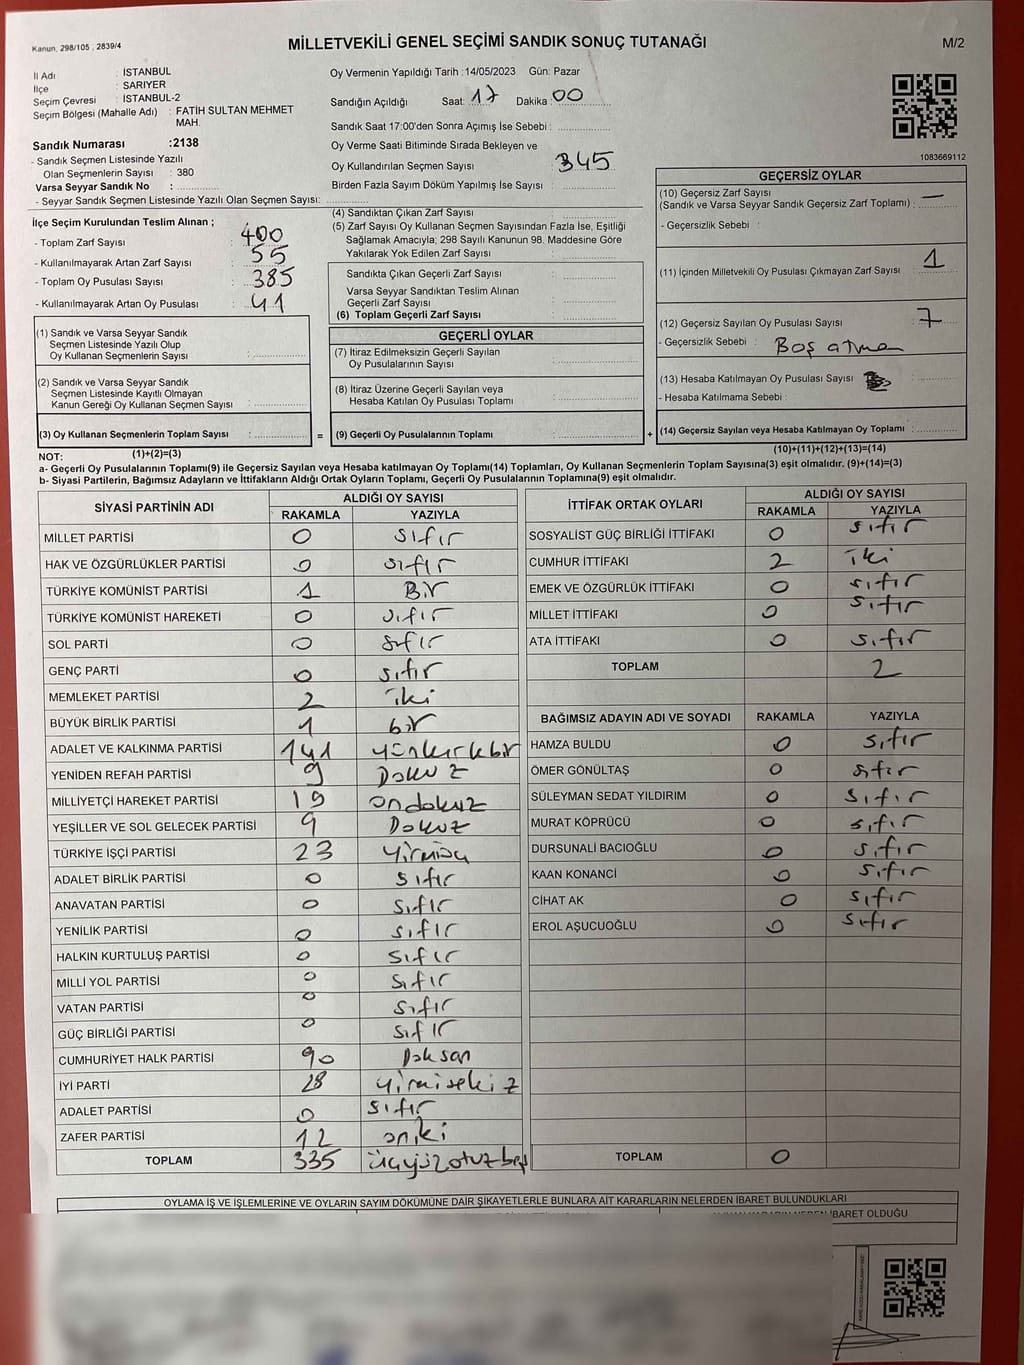 Kanun, 298/105 , 2839/4
MİLLETVEKİLİ GENEL SEÇİMİ SANDIK SONUÇ TUTANAĞI
M/2
İl Adı : İSTANBUL
İlçe : SARIYER
Seçim Çevresi : İSTANBUL-2
Seçim Bölgesi (Mahalle Adı) : FATİH SULTAN MEHMET
MAH.
Sandık Numarası :2138
- Sandık Seçmen Listesinde Yazılı
Olan Seçmenlerin Sayısı : 380
Varsa Seyyar Sandık No :
- Seyyar Sandık Seçmen Listesinde Yazılı Olan Seçmen Sayısı:
Oy Vermenin Yapıldığı Tarih :14/05/2023 Gün: Pazar
Sandığın Açıldığı Saat: 17 Dakika: 00
Sandık Saat 17:00'den Sonra Açımış İse Sebebi :
Oy Verme Saati Bitiminde Sırada Bekleyen ve
Oy Kullandırılan Seçmen Sayısı : 345
Birden Fazla Sayım Döküm Yapılmış İse Sayısı :
1083669112
İlçe Seçim Kurulundan Teslim Alınan ;
- Toplam Zarf Sayısı : 400
- Kullanılmayarak Artan Zarf Sayısı : 55
- Toplam Oy Pusulası Sayısı : 385
- Kullanılmayarak Artan Oy Pusulası : 41
(4) Sandıktan Çıkan Zarf Sayısı :
(5) Zarf Sayısı Oy Kullanan Seçmen Sayısından Fazla İse, Eşitliği
Sağlamak Amacıyla; 298 Sayılı Kanunun 98. Maddesine Göre
Yakılarak Yok Edilen Zarf Sayısı :
Sandıkta Çıkan Geçerli Zarf Sayısı :
Varsa Seyyar Sandıktan Teslim Alınan
Geçerli Zarf Sayısı :
(6) Toplam Geçerli Zarf Sayısı :
GEÇERSİZ OYLAR
(10) Geçersiz Zarf Sayısı
(Sandık ve Varsa Seyyar Sandık Geçersiz Zarf Toplamı) : —
- Geçersizlik Sebebi :
(11) İçinden Milletvekili Oy Pusulası Çıkmayan Zarf Sayısı : 1
(12) Geçersiz Sayılan Oy Pusulası Sayısı : 7
- Geçersizlik Sebebi : Boş atma
(13) Hesaba Katılmayan Oy Pusulası Sayısı :
- Hesaba Katılmama Sebebi :
(14) Geçersiz Sayılan veya Hesaba Katılmayan Oy Toplamı :
(10)+(11)+(12)+(13)=(14)
(1) Sandık ve Varsa Seyyar Sandık
Seçmen Listesinde Yazılı Olup
Oy Kullanan Seçmenlerin Sayısı :
(2) Sandık ve Varsa Seyyar Sandık
Seçmen Listesinde Kayıtlı Olmayan
Kanun Gereği Oy Kullanan Seçmen Sayısı :
(3) Oy Kullanan Seçmenlerin Toplam Sayısı :
GEÇERLİ OYLAR
(7) İtiraz Edilmeksizin Geçerli Sayılan
Oy Pusulalarının Sayısı :
(8) İtiraz Üzerine Geçerli Sayılan veya
Hesaba Katılan Oy Pusulası Toplamı :
= (9) Geçerli Oy Pusulalarının Toplamı : +
NOT: (1)+(2)=(3)
a- Geçerli Oy Pusulalarının Toplamı(9) ile Geçersiz Sayılan veya Hesaba katılmayan Oy Toplamı(14) Toplamları, Oy Kullanan Seçmenlerin Toplam Sayısına(3) eşit olmalıdır. (9)+(14)=(3)
b- Siyasi Partilerin, Bağımsız Adayların ve İttifakların Aldığı Ortak Oyların Toplamı, Geçerli Oy Pusulalarının Toplamına(9) eşit olmalıdır.
SİYASİ PARTİNİN ADI ALDIĞI OY SAYISI
RAKAMLA YAZIYLA
MİLLET PARTİSİ 0 sıfır
HAK VE ÖZGÜRLÜKLER PARTİSİ 0 sıfır
TÜRKİYE KOMÜNİST PARTİSİ 1 Bir
TÜRKİYE KOMÜNİST HAREKETİ 0 sıfır
SOL PARTİ 0 sıfır
GENÇ PARTİ 0 sıfır
MEMLEKET PARTİSİ 2 iki
BÜYÜK BİRLİK PARTİSİ 1 bir
ADALET VE KALKINMA PARTİSİ 141 yüzkırkbir
YENİDEN REFAH PARTİSİ 9 Dokuz
MİLLİYETÇİ HAREKET PARTİSİ 19 ondokuz
YEŞİLLER VE SOL GELECEK PARTİSİ 9 Dokuz
TÜRKİYE İŞÇİ PARTİSİ 23 yirmiüç
ADALET BİRLİK PARTİSİ 0 sıfır
ANAVATAN PARTİSİ 0 sıfır
YENİLİK PARTİSİ 0 sıfır
HALKIN KURTULUŞ PARTİSİ 0 sıfır
MİLLİ YOL PARTİSİ 0 sıfır
VATAN PARTİSİ 0 sıfır
GÜÇ BİRLİĞİ PARTİSİ 0 sıfır
CUMHURİYET HALK PARTİSİ 90 Doksan
İYİ PARTİ 28 yirmisekiz
ADALET PARTİSİ 0 sıfır
ZAFER PARTİSİ 12 oniki
TOPLAM 335 üçyüzotuzbeş
İTTİFAK ORTAK OYLARI ALDIĞI OY SAYISI
RAKAMLA YAZIYLA
SOSYALİST GÜÇ BİRLİĞİ İTTİFAKI 0 sıfır
CUMHUR İTTİFAKI 2 iki
EMEK VE ÖZGÜRLÜK İTTİFAKI 0 sıfır
MİLLET İTTİFAKI 0 sıfır
ATA İTTİFAKI 0 sıfır
TOPLAM 2
BAĞIMSIZ ADAYIN ADI VE SOYADI RAKAMLA YAZIYLA
HAMZA BULDU 0 sıfır
ÖMER GÖNÜLTAŞ 0 sıfır
SÜLEYMAN SEDAT YILDIRIM 0 sıfır
MURAT KÖPRÜCÜ 0 sıfır
DURSUNALİ BACIOĞLU 0 sıfır
KAAN KONANCİ 0 sıfır
CİHAT AK 0 sıfır
EROL AŞUCUOĞLU 0 sıfır
TOPLAM 0
OYLAMA İŞ VE İŞLEMLERİNE VE OYLARIN SAYIM DÖKÜMÜNE DAİR ŞİKAYETLERLE BUNLARA AİT KARARLARIN NELERDEN İBARET BULUNDUKLARI
İBARET OLDUĞU